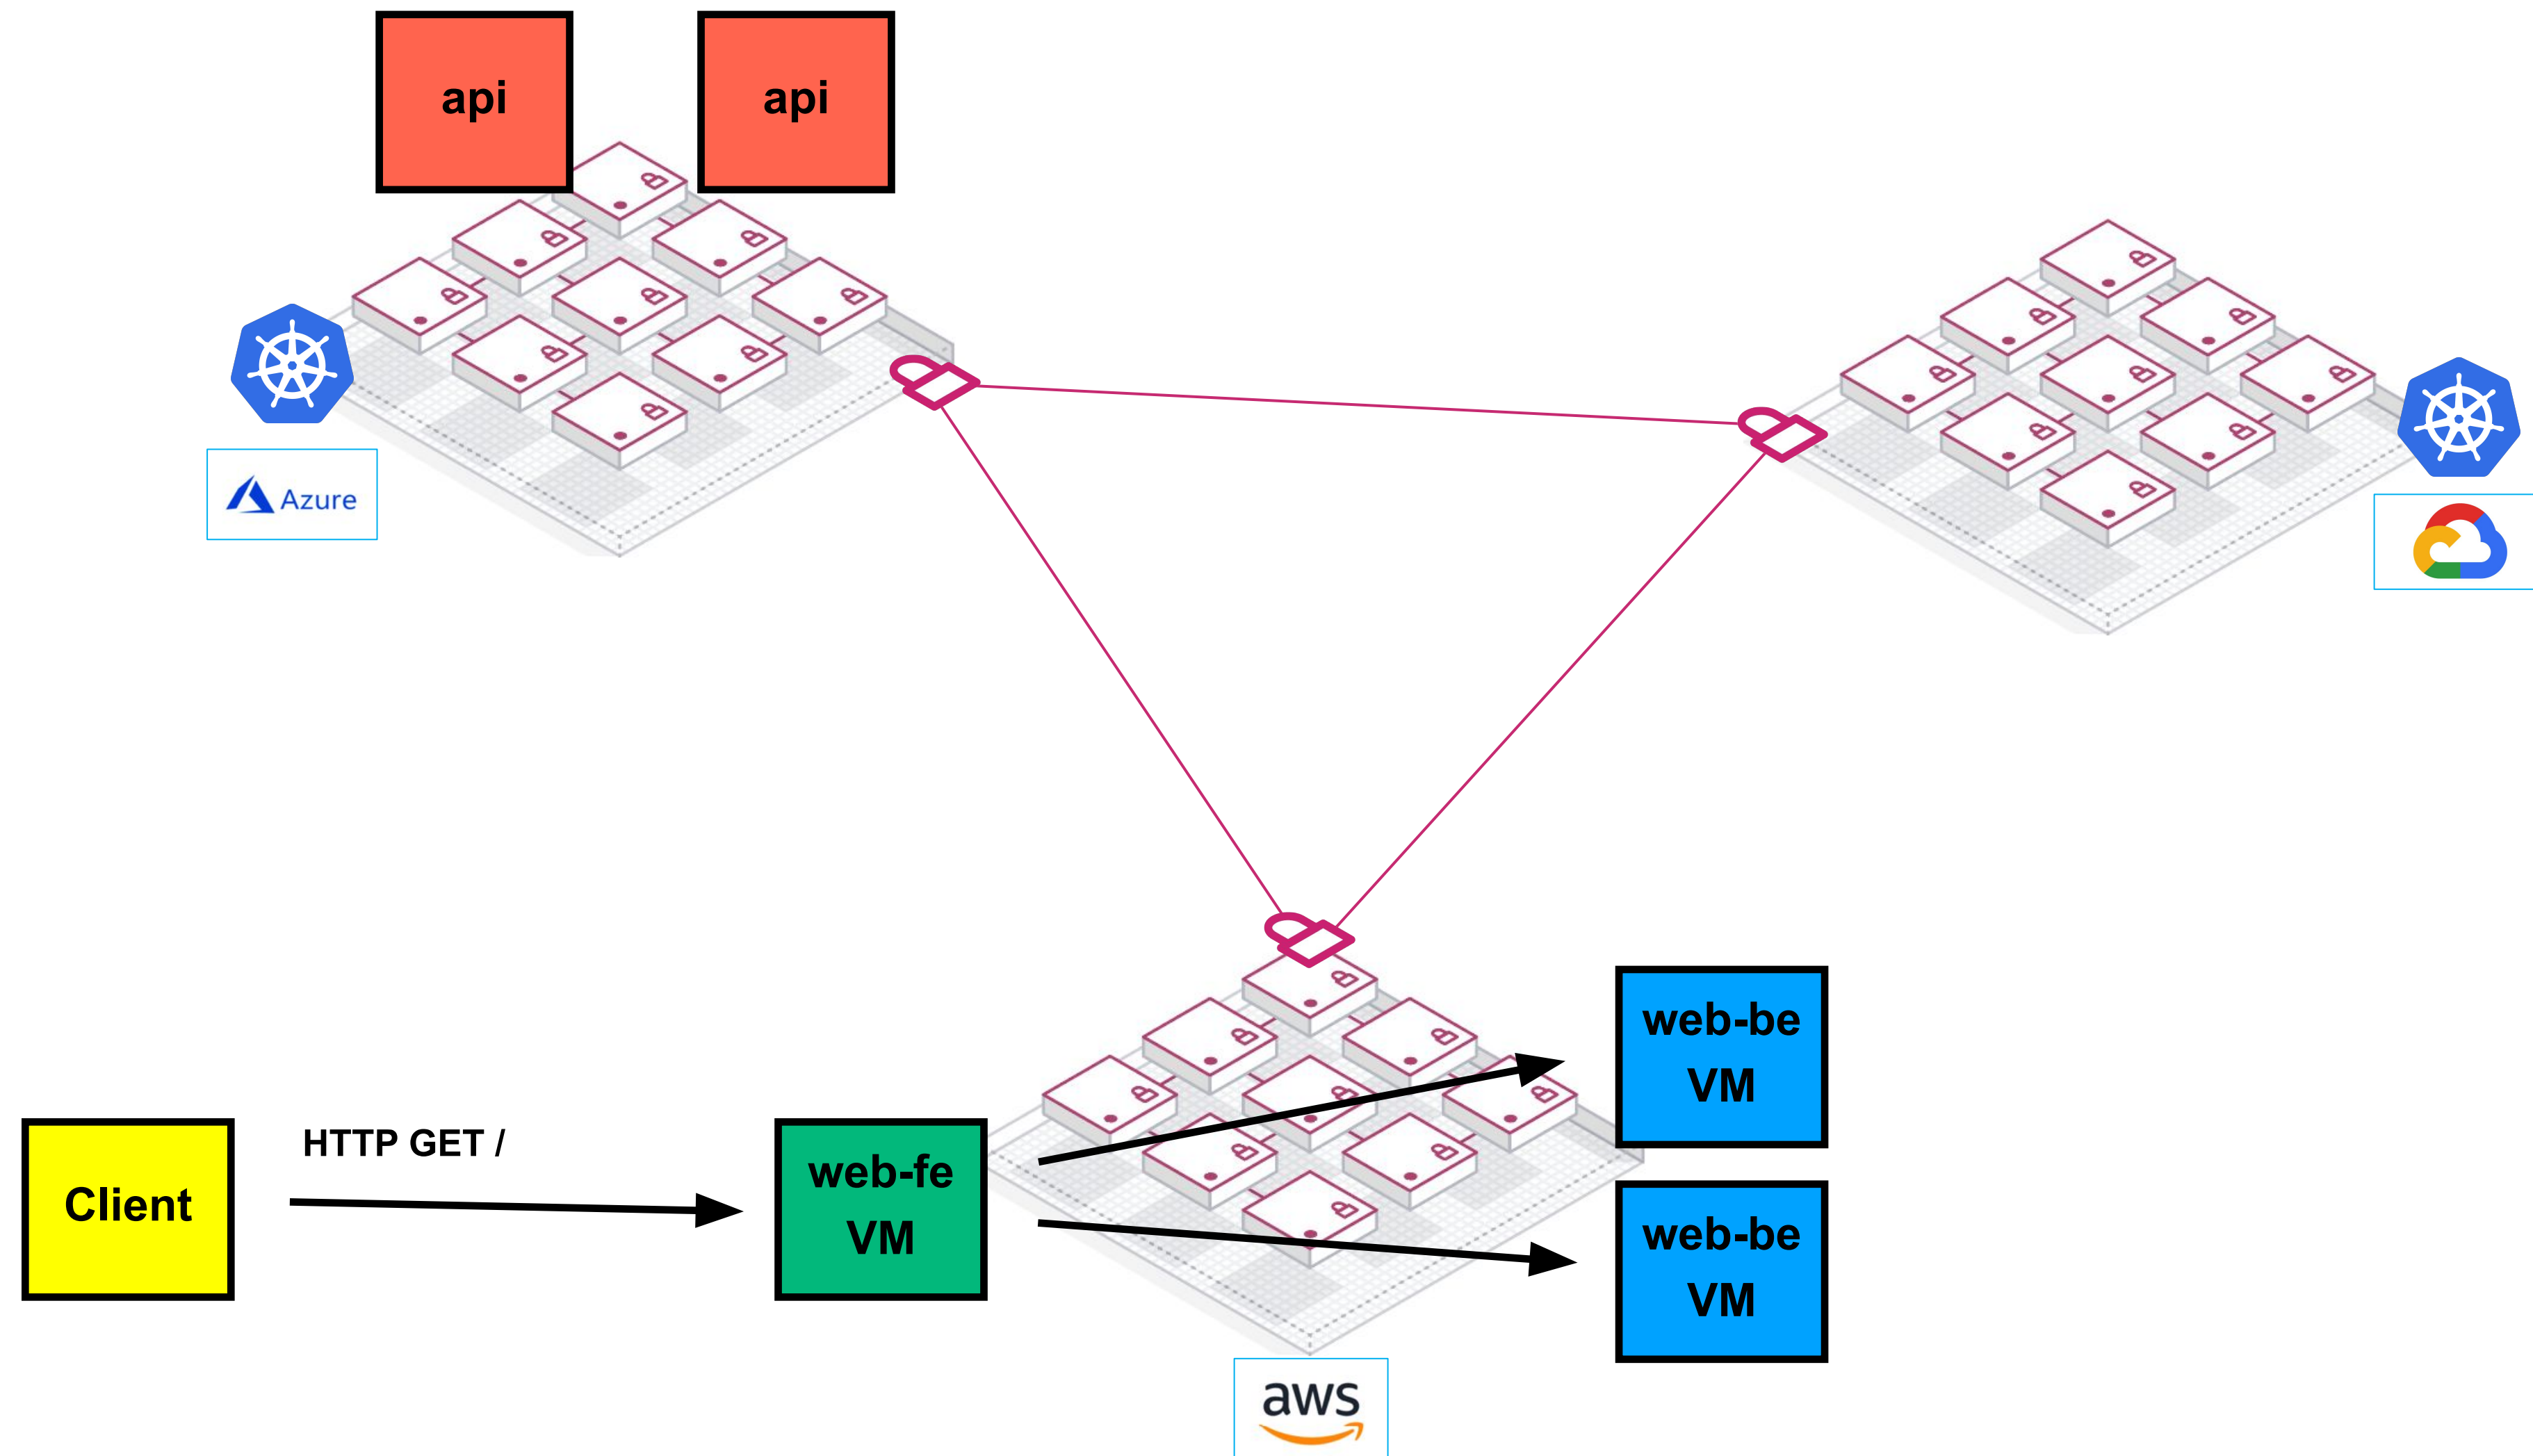 api
api
Azure
HTTP GET /
Client
web-fe
VM
web-be
VM
web-be
VM
aws